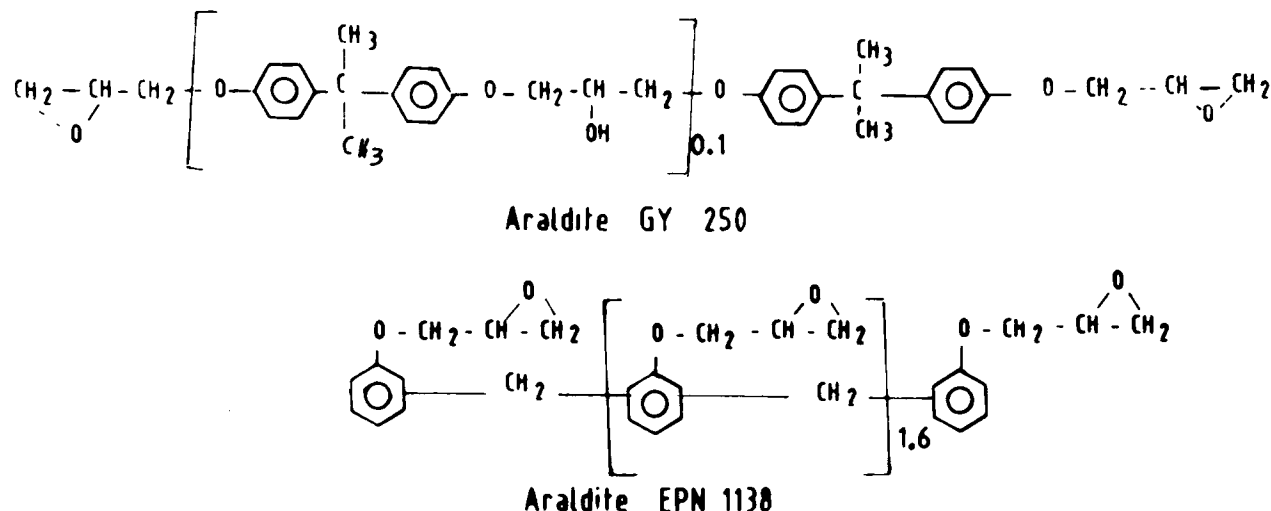 CH3 CH3
CH2 - CH - CH2 O C O - CH2 - CH - CH2 O C O - CH2 -- CH - CH2
O OH O
CH3 CH3
0.1
Araldite GY 250
O O O
O - CH2 - CH - CH2 O - CH2 - CH - CH2 O - CH2 - CH - CH2
CH2 CH2
1.6
Araldite EPN 1138